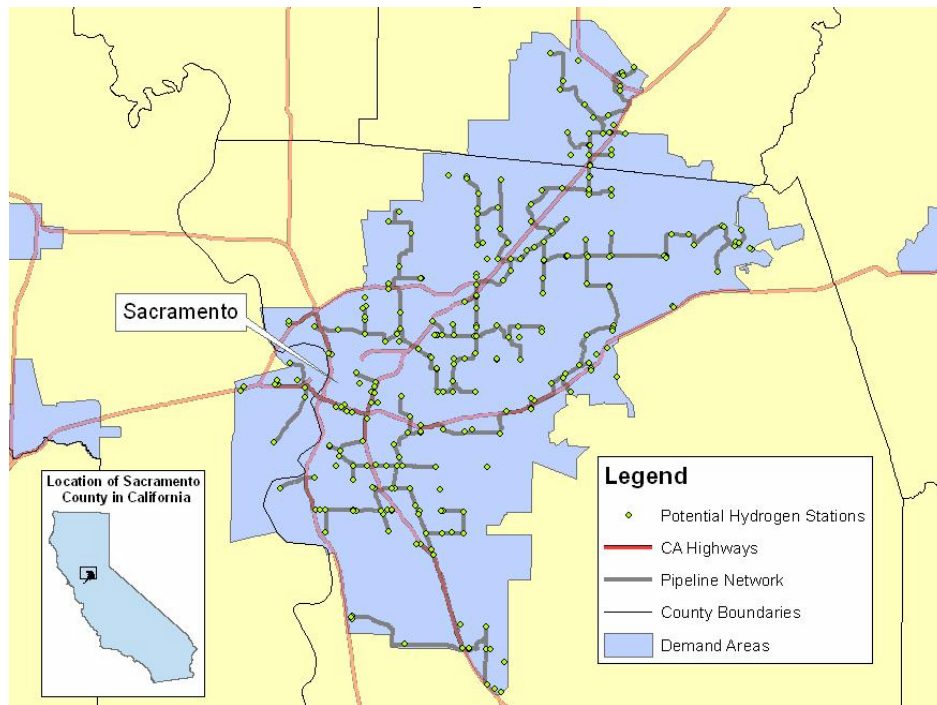 Sacramento
Location of Sacramento
County in California
Legend
Potential Hydrogen Stations
CA Highways
Pipeline Network
County Boundaries
Demand Areas